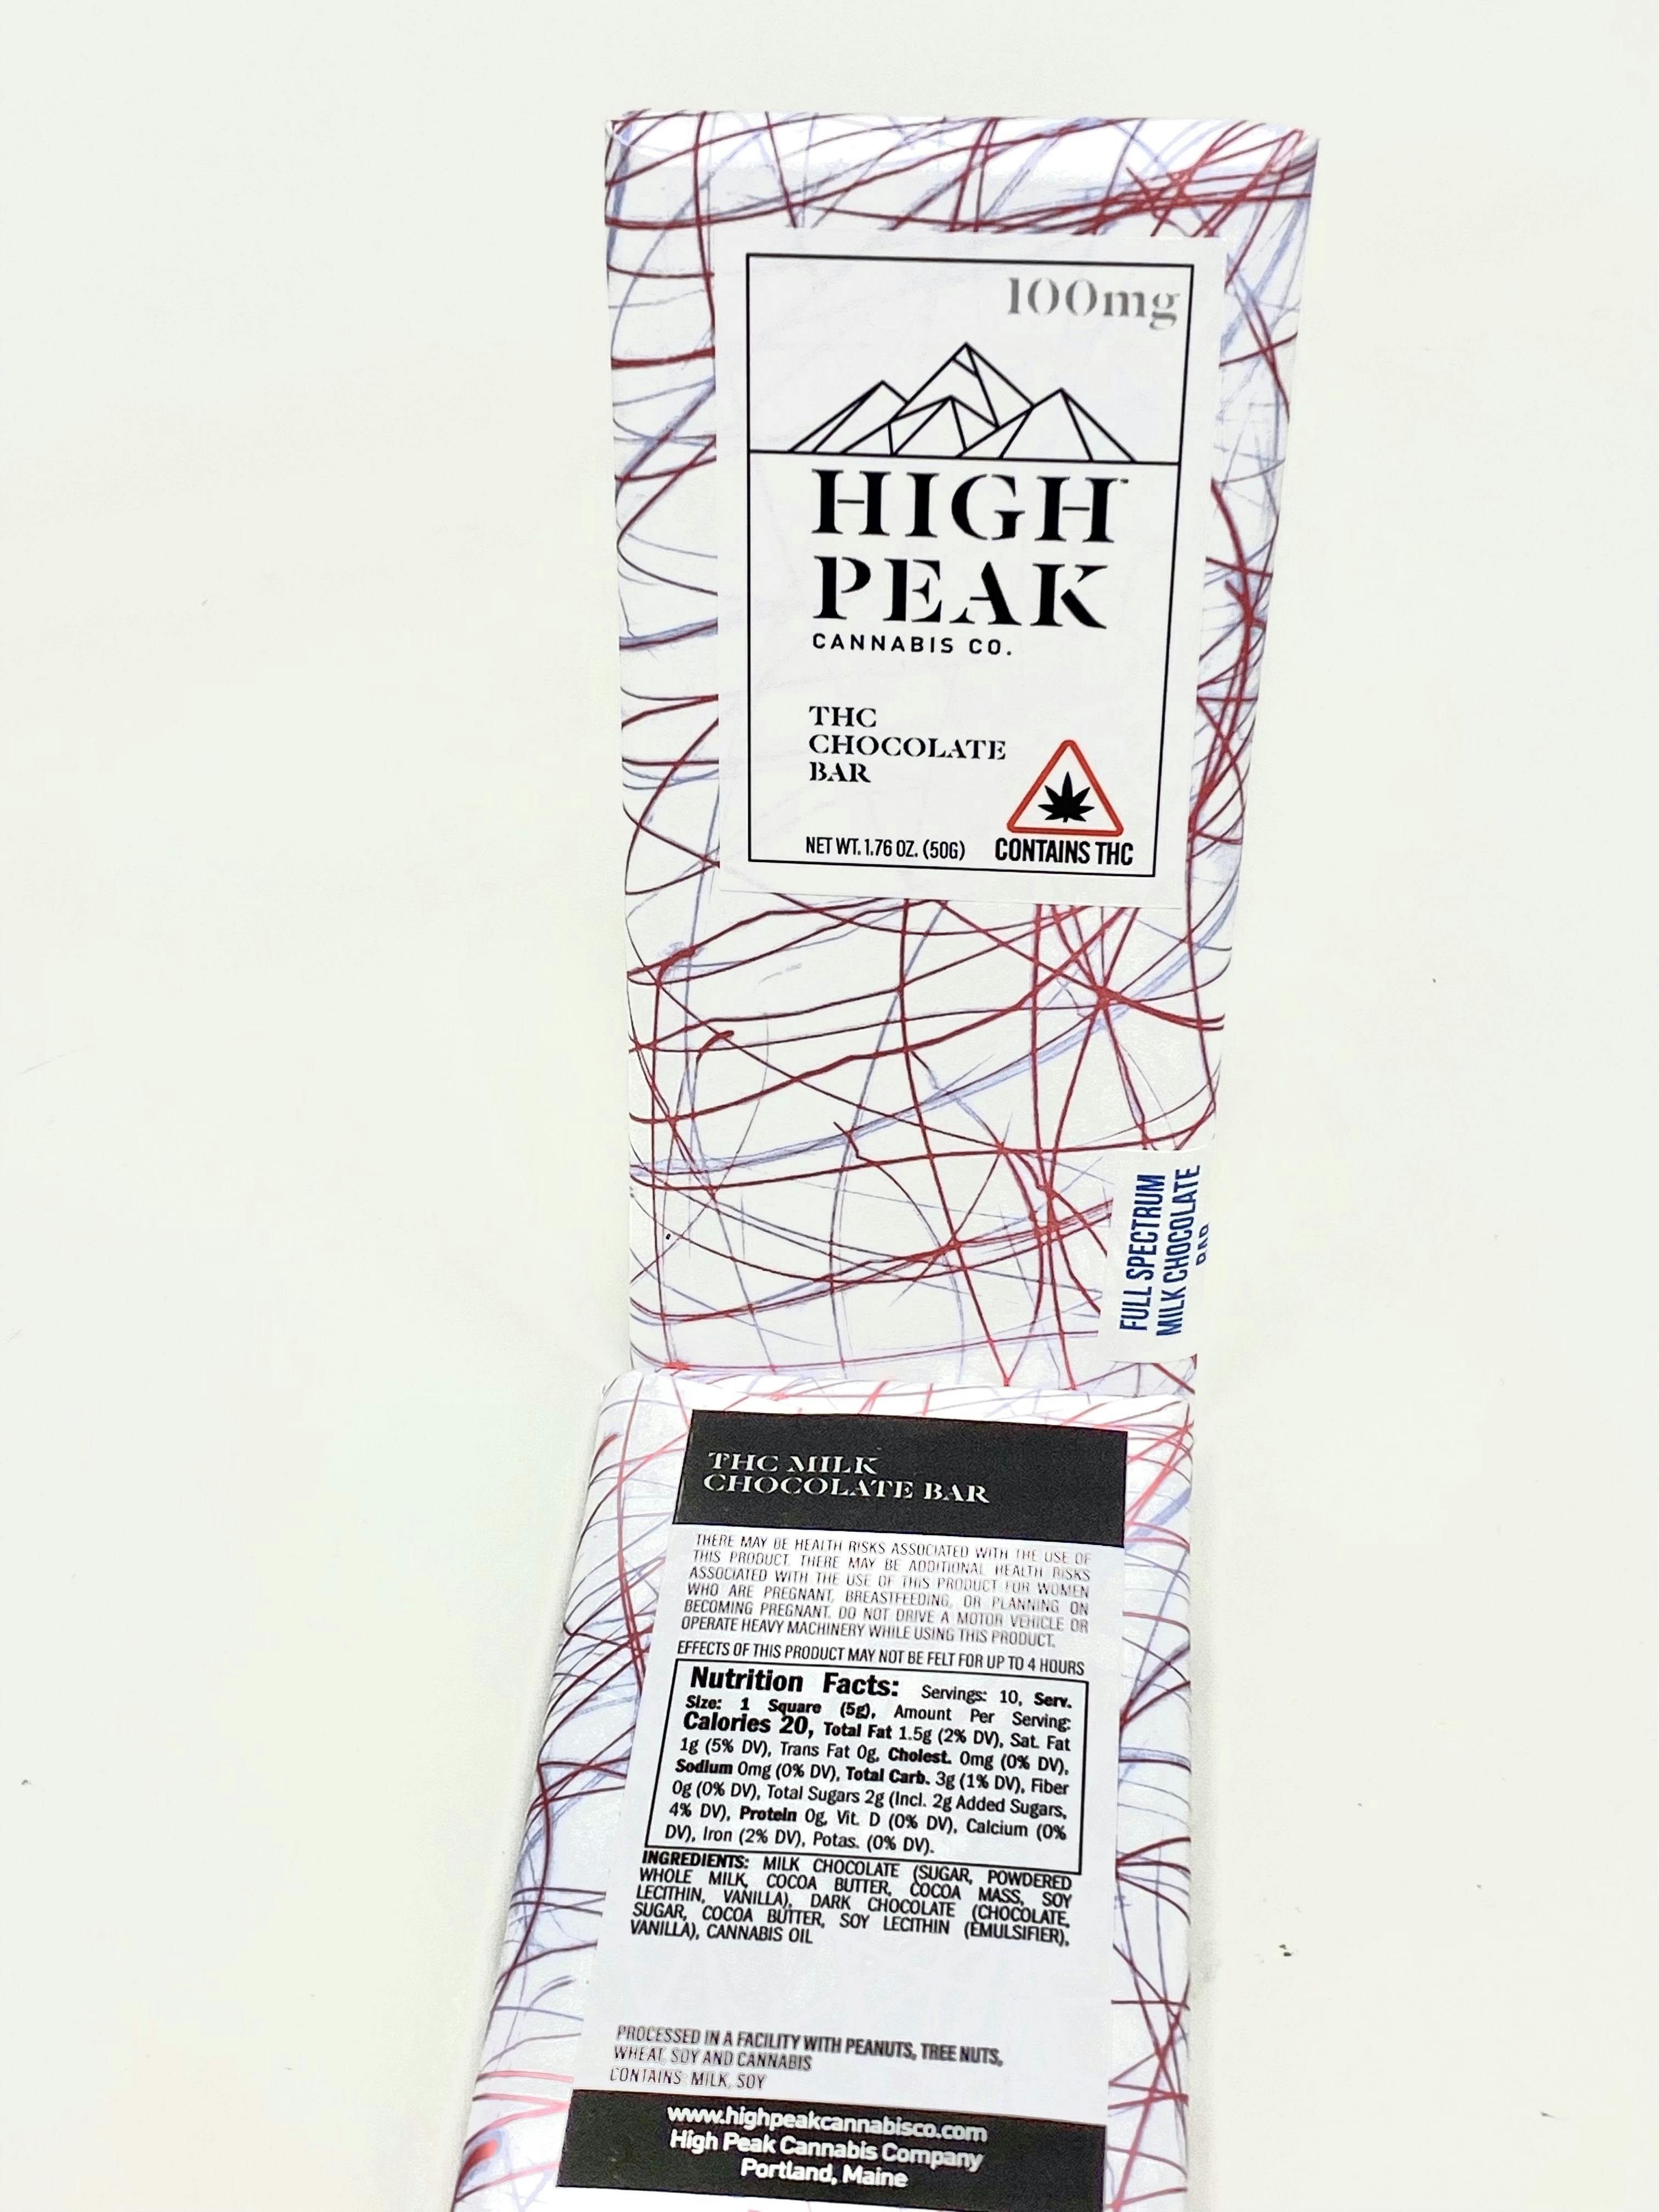 100mg
HIGH™
PEAK
CANNABIS CO.
THC
CHOCOLATE
BAR
NET WT. 1.76 OZ. (50G)
CONTAINS THC
FULL SPECTRUM
MILK CHOCOLATE
BAR
THC MILK
CHOCOLATE BAR
THERE MAY BE HEALTH RISKS ASSOCIATED WITH THE USE OF
THIS PRODUCT. THERE MAY BE ADDITIONAL HEALTH RISKS
ASSOCIATED WITH THE USE OF THIS PRODUCT FOR WOMEN
WHO ARE PREGNANT, BREASTFEEDING, OR PLANNING ON
BECOMING PREGNANT. DO NOT DRIVE A MOTOR VEHICLE OR
OPERATE HEAVY MACHINERY WHILE USING THIS PRODUCT.
EFFECTS OF THIS PRODUCT MAY NOT BE FELT FOR UP TO 4 HOURS
Nutrition Facts: Servings: 10, Serv.
Size: 1 Square (5g), Amount Per Serving:
Calories 20, Total Fat 1.5g (2% DV), Sat. Fat
1g (5% DV), Trans Fat 0g, Cholest. 0mg (0% DV),
Sodium 0mg (0% DV), Total Carb. 3g (1% DV), Fiber
0g (0% DV), Total Sugars 2g (Incl. 2g Added Sugars,
4% DV), Protein 0g, Vit. D (0% DV), Calcium (0%
DV), Iron (2% DV), Potas. (0% DV).
INGREDIENTS: MILK CHOCOLATE (SUGAR, POWDERED
WHOLE MILK, COCOA BUTTER, COCOA MASS, SOY
LECITHIN, VANILLA), DARK CHOCOLATE (CHOCOLATE,
SUGAR, COCOA BUTTER, SOY LECITHIN (EMULSIFIER),
VANILLA), CANNABIS OIL
PROCESSED IN A FACILITY WITH PEANUTS, TREE NUTS,
WHEAT, SOY AND CANNABIS
CONTAINS: MILK, SOY
www.highpeakcannabisco.com
High Peak Cannabis Company
Portland, Maine